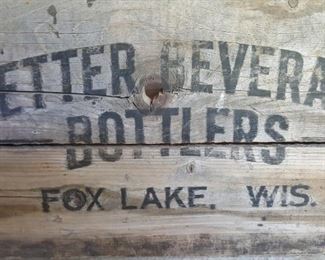 ETTER BEVERA
BOTTLERS
FOX LAKE, WIS.